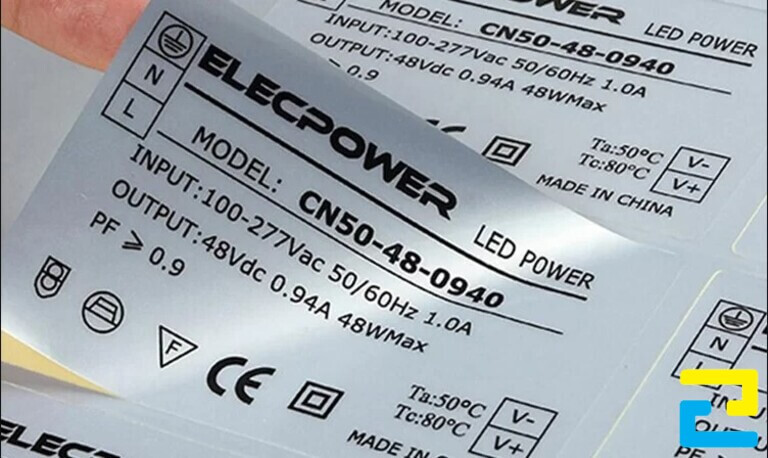 ELECPOWER LED POWER
MODEL: CN50-48-0940
INPUT:100-277Vac 50/60Hz 1.0A
OUTPUT:48Vdc 0.94A 48WMax
≥ 0.9
Ta:50°C
Tc:80°C
V-
V+
MADE IN CHINA
N
L
ELECPOWER LED POWER
MODEL: CN50-48-0940
INPUT:100-277Vac 50/60Hz 1.0A
OUTPUT:48Vdc 0.94A 48WMax
PF ≥ 0.9
F
CE
Ta:50°C
Tc:80°C
V-
V+
MADE IN CHINA
N
L
PF ≥
ELECPOWER